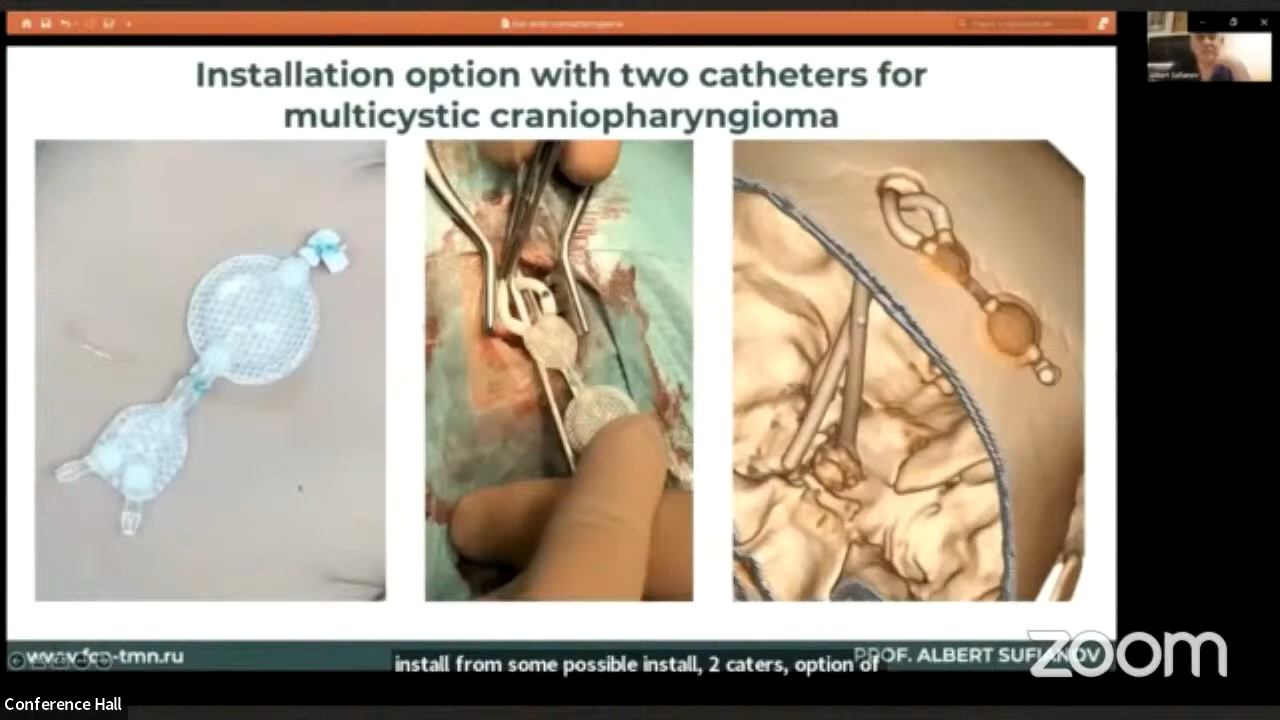 Installation option with two catheters for
multicystic craniopharyngioma
www.fcn-tmn.ru
PROF. ALBERT SUFIANOV
install from some possible install, 2 caters, option of
zoom
Conference Hall